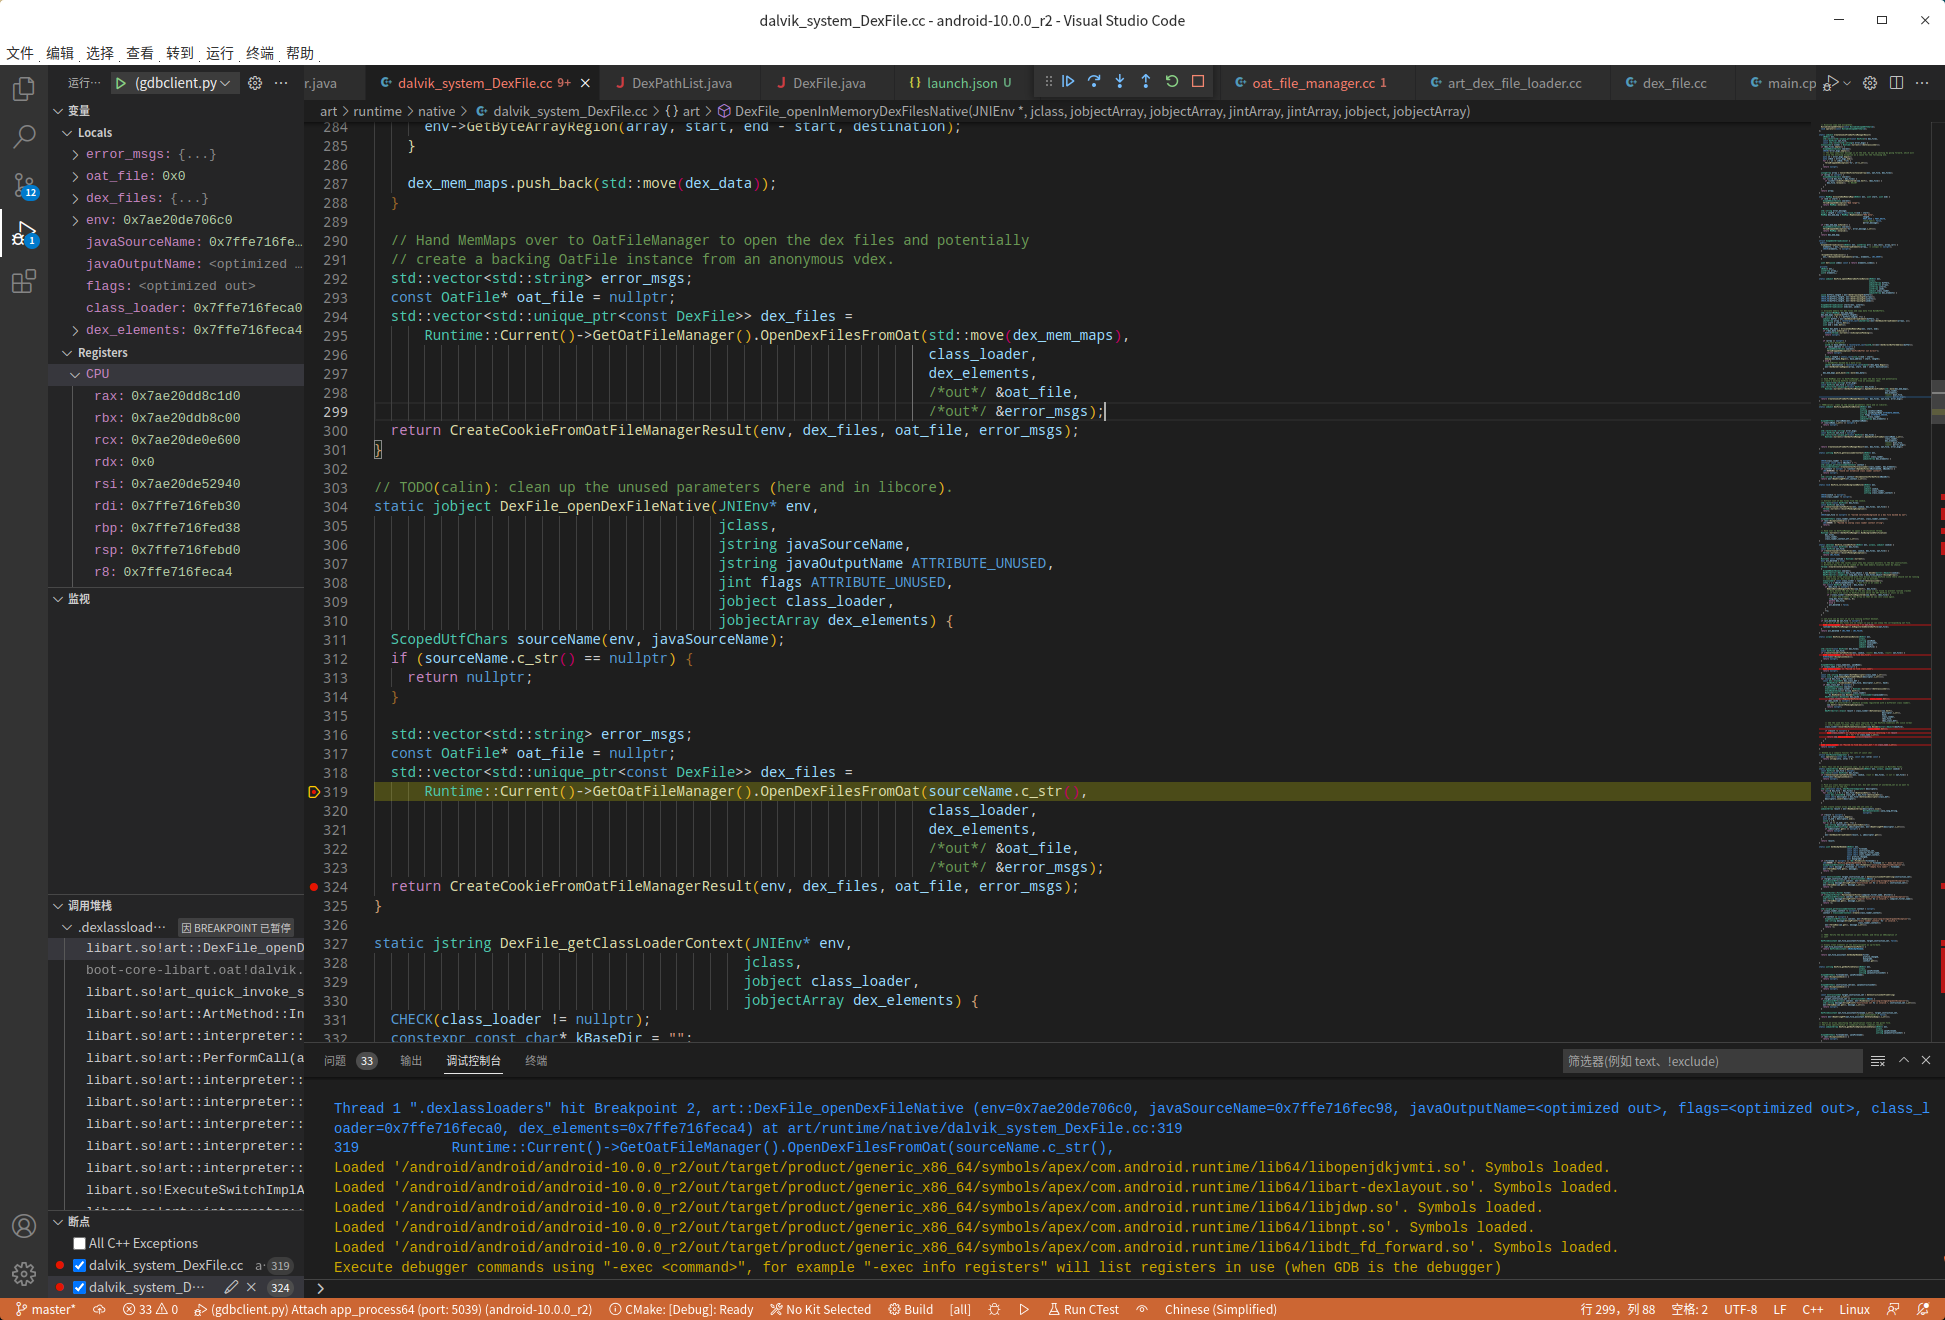 dalvik_system_DexFile.cc - android-10.0.0_r2 - Visual Studio Code
文件 编辑 选择 查看 转到 运行 终端 帮助
运行··· (gdbclient.py r.java dalvik_system_DexFile.cc 9+ DexPathList.java DexFile.java launch.json U oat_file_manager.cc 1 art_dex_file_loader.cc dex_file.cc main.cp
art > runtime > native > dalvik_system_DexFile.cc > {} art > DexFile_openInMemoryDexFilesNative(JNIEnv *, jclass, jobjectArray, jobjectArray, jintArray, jintArray, jobject, jobjectArray)
变量
Locals
error_msgs: {...}
oat_file: 0x0
dex_files: {...}
env: 0x7ae20de706c0
javaSourceName: 0x7ffe716fe…
javaOutputName: <optimized …
flags: <optimized out>
class_loader: 0x7ffe716feca0
dex_elements: 0x7ffe716feca4
Registers
CPU
rax: 0x7ae20dd8c1d0
rbx: 0x7ae20ddb8c00
rcx: 0x7ae20de0e600
rdx: 0x0
rsi: 0x7ae20de52940
rdi: 0x7ffe716feb30
rbp: 0x7ffe716fed38
rsp: 0x7ffe716febd0
r8: 0x7ffe716feca4
监视
调用堆栈
.dexlassload··· 因 BREAKPOINT 已暂停
libart.so!art::DexFile_openD
boot-core-libart.oat!dalvik.
libart.so!art_quick_invoke_s
libart.so!art::ArtMethod::In
libart.so!art::interpreter::
libart.so!art::PerformCall(a
libart.so!art::interpreter::
libart.so!art::interpreter::
libart.so!art::interpreter::
libart.so!art::interpreter::
libart.so!art::interpreter::
libart.so!ExecuteSwitchImplA
断点
All C++ Exceptions
dalvik_system_DexFile.cc a· 319
dalvik_system_D··· 324
12
1
284 env->GetByteArrayRegion(array, start, end - start, destination);
285 }
286
287 dex_mem_maps.push_back(std::move(dex_data));
288 }
289
290 // Hand MemMaps over to OatFileManager to open the dex files and potentially
291 // create a backing OatFile instance from an anonymous vdex.
292 std::vector<std::string> error_msgs;
293 const OatFile* oat_file = nullptr;
294 std::vector<std::unique_ptr<const DexFile>> dex_files =
295 Runtime::Current()->GetOatFileManager().OpenDexFilesFromOat(std::move(dex_mem_maps),
296 class_loader,
297 dex_elements,
298 /*out*/ &oat_file,
299 /*out*/ &error_msgs);
300 return CreateCookieFromOatFileManagerResult(env, dex_files, oat_file, error_msgs);
301 }
302
303 // TODO(calin): clean up the unused parameters (here and in libcore).
304 static jobject DexFile_openDexFileNative(JNIEnv* env,
305 jclass,
306 jstring javaSourceName,
307 jstring javaOutputName ATTRIBUTE_UNUSED,
308 jint flags ATTRIBUTE_UNUSED,
309 jobject class_loader,
310 jobjectArray dex_elements) {
311 ScopedUtfChars sourceName(env, javaSourceName);
312 if (sourceName.c_str() == nullptr) {
313 return nullptr;
314 }
315
316 std::vector<std::string> error_msgs;
317 const OatFile* oat_file = nullptr;
318 std::vector<std::unique_ptr<const DexFile>> dex_files =
319 Runtime::Current()->GetOatFileManager().OpenDexFilesFromOat(sourceName.c_str(),
320 class_loader,
321 dex_elements,
322 /*out*/ &oat_file,
323 /*out*/ &error_msgs);
324 return CreateCookieFromOatFileManagerResult(env, dex_files, oat_file, error_msgs);
325 }
326
327 static jstring DexFile_getClassLoaderContext(JNIEnv* env,
328 jclass,
329 jobject class_loader,
330 jobjectArray dex_elements) {
331 CHECK(class_loader != nullptr);
332 constexpr const char* kBaseDir = "";
问题 33 输出 调试控制台 终端 筛选器(例如 text、!exclude)
Thread 1 ".dexlassloaders" hit Breakpoint 2, art::DexFile_openDexFileNative (env=0x7ae20de706c0, javaSourceName=0x7ffe716fec98, javaOutputName=<optimized out>, flags=<optimized out>, class_l
oader=0x7ffe716feca0, dex_elements=0x7ffe716feca4) at art/runtime/native/dalvik_system_DexFile.cc:319
319 Runtime::Current()->GetOatFileManager().OpenDexFilesFromOat(sourceName.c_str(),
Loaded '/android/android/android-10.0.0_r2/out/target/product/generic_x86_64/symbols/apex/com.android.runtime/lib64/libopenjdkjvmti.so'. Symbols loaded.
Loaded '/android/android/android-10.0.0_r2/out/target/product/generic_x86_64/symbols/apex/com.android.runtime/lib64/libart-dexlayout.so'. Symbols loaded.
Loaded '/android/android/android-10.0.0_r2/out/target/product/generic_x86_64/symbols/apex/com.android.runtime/lib64/libjdwp.so'. Symbols loaded.
Loaded '/android/android/android-10.0.0_r2/out/target/product/generic_x86_64/symbols/apex/com.android.runtime/lib64/libnpt.so'. Symbols loaded.
Loaded '/android/android/android-10.0.0_r2/out/target/product/generic_x86_64/symbols/apex/com.android.runtime/lib64/libdt_fd_forward.so'. Symbols loaded.
Execute debugger commands using "-exec <command>", for example "-exec info registers" will list registers in use (when GDB is the debugger)
master* 33 0 (gdbclient.py) Attach app_process64 (port: 5039) (android-10.0.0_r2) CMake: [Debug]: Ready No Kit Selected Build [all] Run CTest Chinese (Simplified) 行 299，列 88 空格: 2 UTF-8 LF C++ Linux